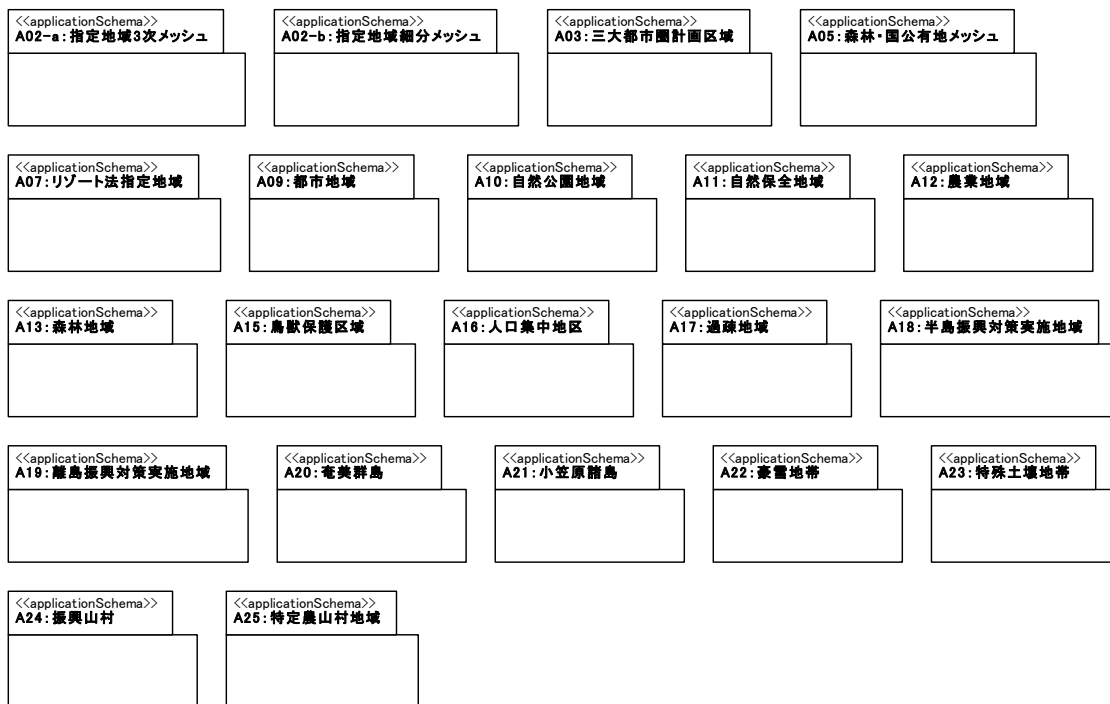 <<applicationSchema>>
A02-a:指定地域3次メッシュ
<<applicationSchema>>
A02-b:指定地域細分メッシュ
<<applicationSchema>>
A03:三大都市圏計画区域
<<applicationSchema>>
A05:森林・国公有地メッシュ
<<applicationSchema>>
A07:リゾート法指定地域
<<applicationSchema>>
A09:都市地域
<<applicationSchema>>
A10:自然公園地域
<<applicationSchema>>
A11:自然保全地域
<<applicationSchema>>
A12:農業地域
<<applicationSchema>>
A13:森林地域
<<applicationSchema>>
A15:鳥獣保護区域
<<applicationSchema>>
A16:人口集中地区
<<applicationSchema>>
A17:過疎地域
<<applicationSchema>>
A18:半島振興対策実施地域
<<applicationSchema>>
A19:離島振興対策実施地域
<<applicationSchema>>
A20:奄美群島
<<applicationSchema>>
A21:小笠原諸島
<<applicationSchema>>
A22:豪雪地帯
<<applicationSchema>>
A23:特殊土壌地帯
<<applicationSchema>>
A24:振興山村
<<applicationSchema>>
A25:特定農山村地域